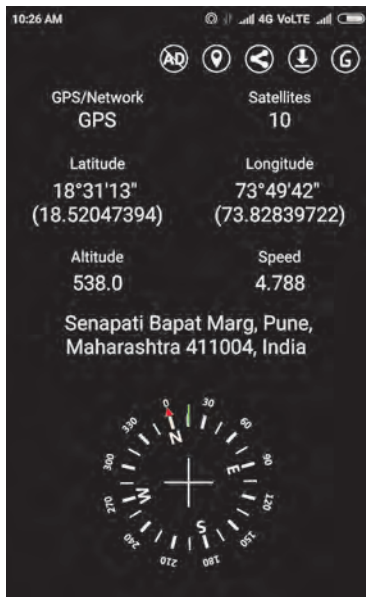 10:26 AM 4G VoLTE
AD G
GPS/Network Satellites
GPS 10
Latitude Longitude
18°31'13" 73°49'42"
(18.52047394) (73.82839722)
Altitude Speed
538.0 4.788
Senapati Bapat Marg, Pune,
Maharashtra 411004, India
0 30 60 90 120 150 180 210 240 270 300 330
N E S W